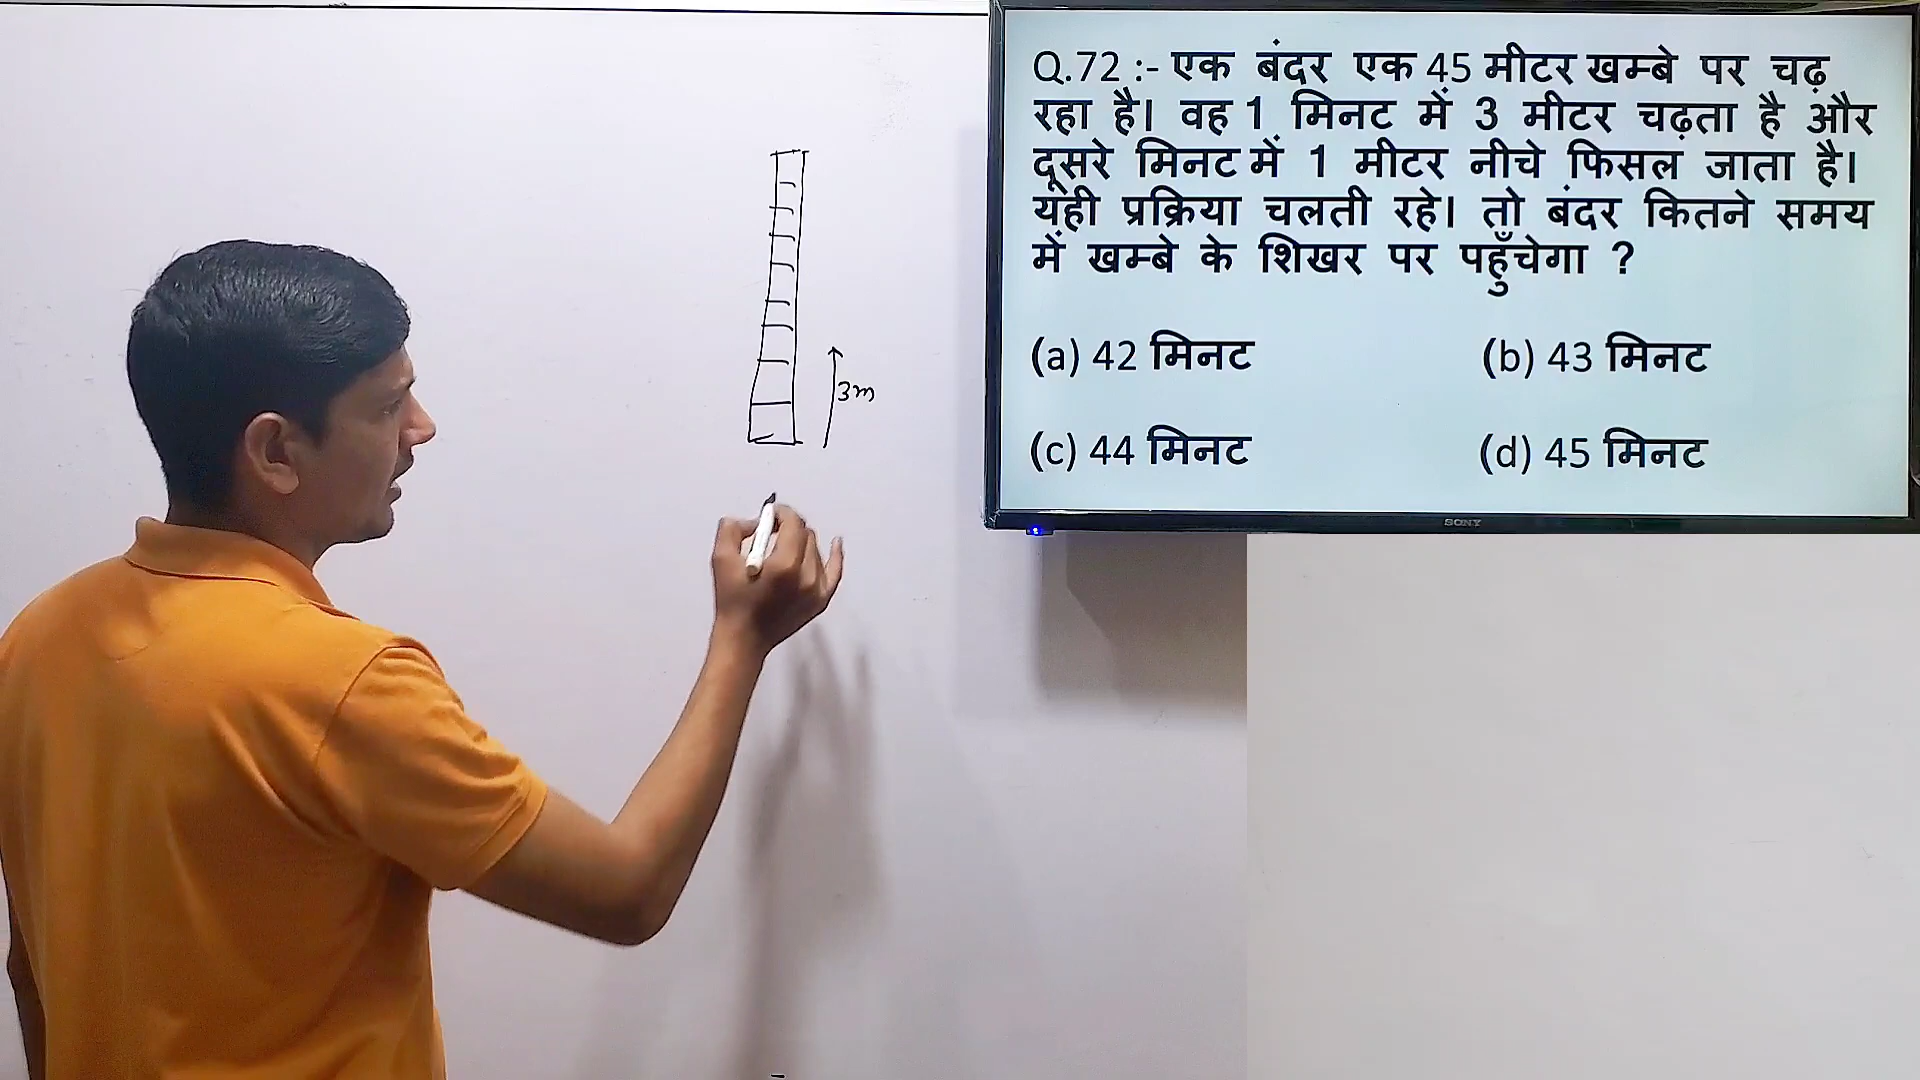 Q.72 :- एक बंदर एक 45 मीटर खम्बे पर चढ़
रहा है। वह 1 मिनट में 3 मीटर चढ़ता है और
दूसरे मिनट में 1 मीटर नीचे फिसल जाता है।
यही प्रक्रिया चलती रहे। तो बंदर कितने समय
में खम्बे के शिखर पर पहुँचेगा ?
(a) 42 मिनट (b) 43 मिनट
(c) 44 मिनट (d) 45 मिनट
SONY
3m